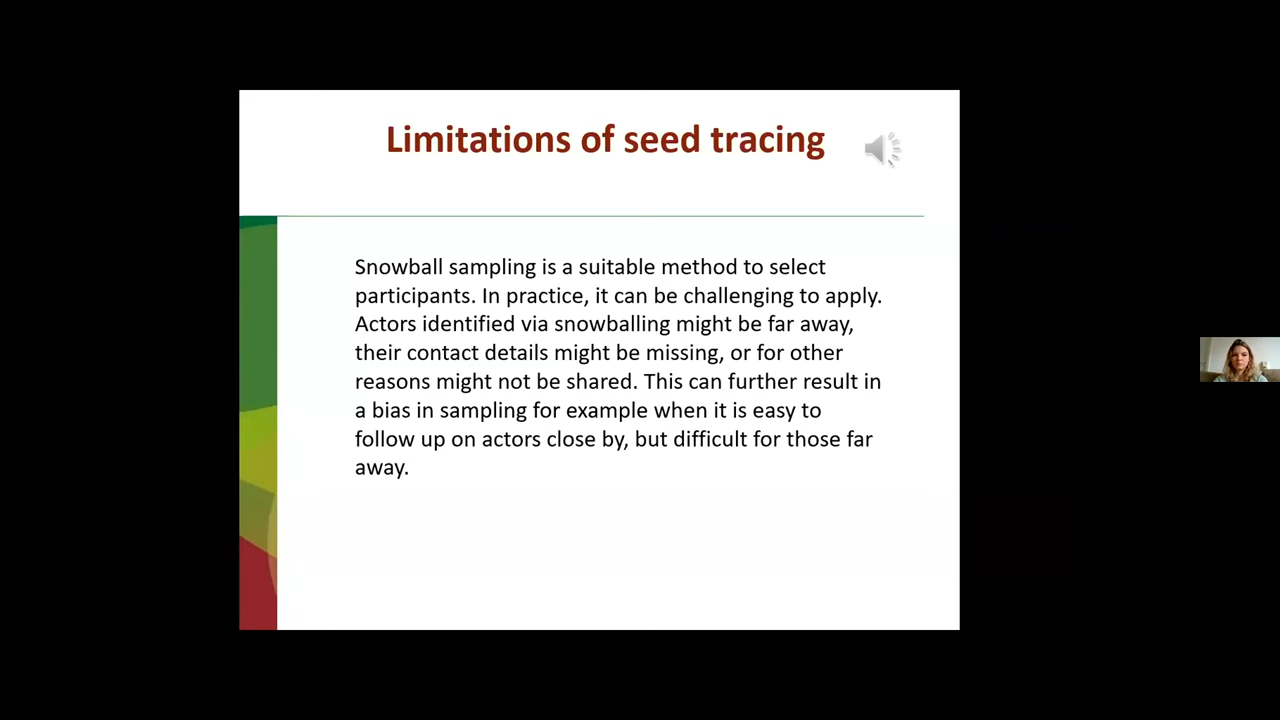 Limitations of seed tracing
Snowball sampling is a suitable method to select
participants. In practice, it can be challenging to apply.
Actors identified via snowballing might be far away,
their contact details might be missing, or for other
reasons might not be shared. This can further result in
a bias in sampling for example when it is easy to
follow up on actors close by, but difficult for those far
away.